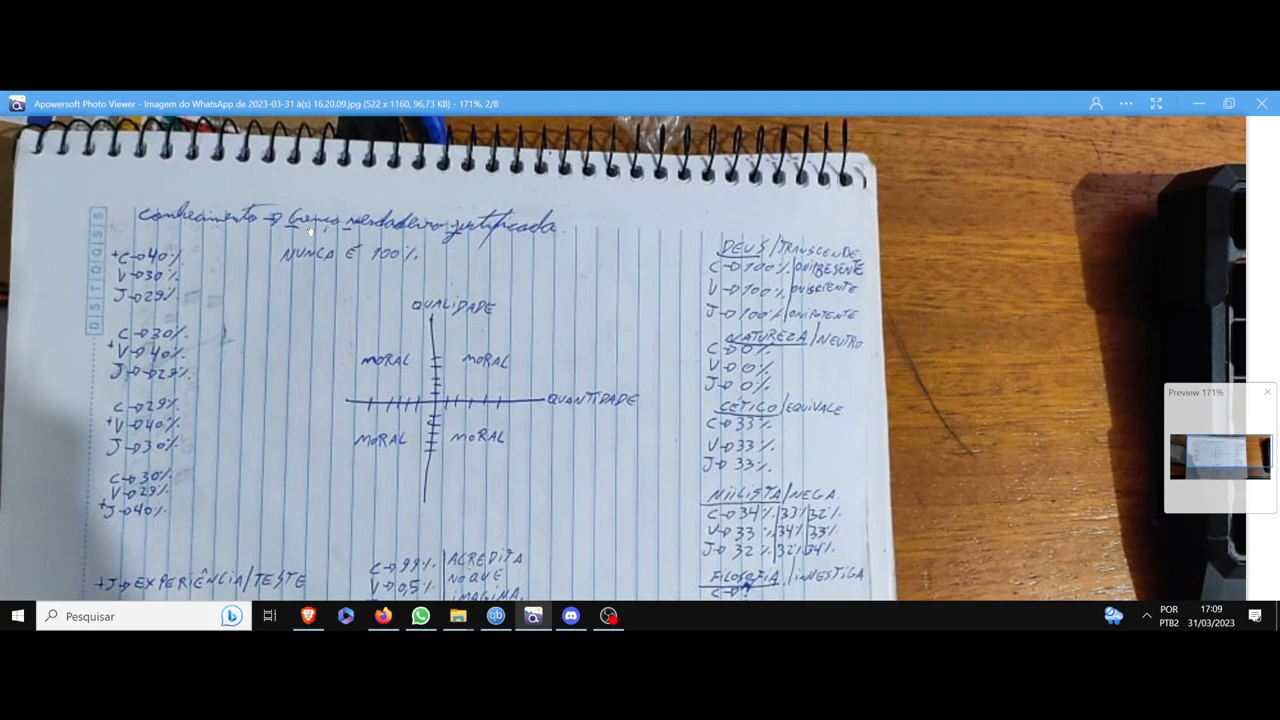 Apowersoft Photo Viewer - Imagem do WhatsApp de 2023-03-31 à(s) 16.20.09.jpg (522 x 1160, 96,73 KB) - 171%, 2/8
D S T Q Q S S
Conhecimento → Crença verdadeira justificada
NUNCA É 100%
+C→40%
V→30%
J→29%
C→30%
+V→40%
J→29%
C→29%
+V→40%
J→30%
C→30%
V→29%
+J→40%
+J→EXPERIÊNCIA/TESTE
QUALIDADE
MORAL MORAL
QUANTIDADE
MORAL MORAL
C→99% | ACREDITA
V→0,5% | NO QUE
IMAGINA
DEUS/TRANSCENDE
C→100%/ONIPRESENTE
V→100%/ONISCIENTE
J→100%/ONIPOTENTE
NATUREZA/NEUTRO
C→0%
V→0%
J→0%
CÉTICO/EQUIVALE
C→33%
V→33%
J→33%
NIILISTA/NEGA
C→34%|33%|32%
V→33%|34%|33%
J→32%|32%|34%
FILOSOFIA/INVESTIGA
C→?
Preview 171%
Pesquisar
POR
PTB2
17:09
31/03/2023